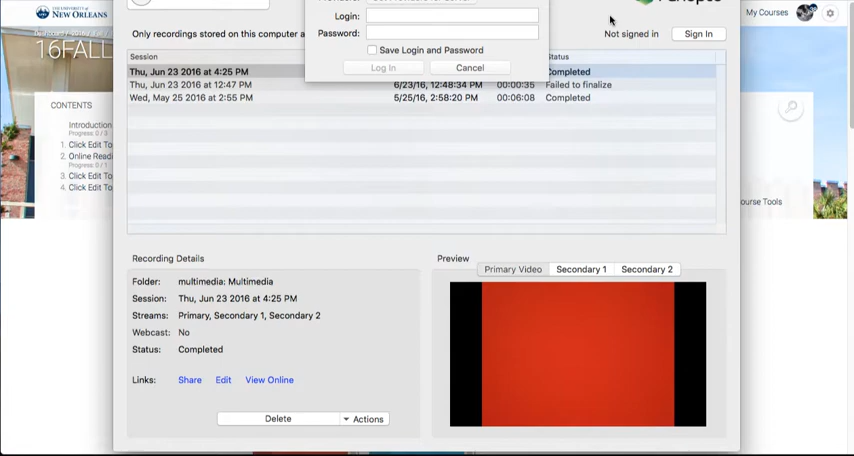 THE UNIVERSITY of
NEW ORLEANS
My Courses
Login:
Password:
Save Login and Password
Log In
Cancel
Only recordings stored on this computer a
Not signed in
Sign In
16FALL
Session
Status
Thu, Jun 23 2016 at 4:25 PM
Completed
Thu, Jun 23 2016 at 12:47 PM 6/23/16, 12:48:34 PM 00:00:35 Failed to finalize
Wed, May 25 2016 at 2:55 PM 5/25/16, 2:58:20 PM 00:06:08 Completed
CONTENTS
Introduction
Progress: 0 / 3
1. Click Edit To
2. Online Readi
Progress: 0 / 1
3. Click Edit To
4. Click Edit To
ourse Tools
Recording Details
Folder: multimedia: Multimedia
Session: Thu, Jun 23 2016 at 4:25 PM
Streams: Primary, Secondary 1, Secondary 2
Webcast: No
Status: Completed
Links: Share Edit View Online
Delete
Actions
Preview
Primary Video Secondary 1 Secondary 2